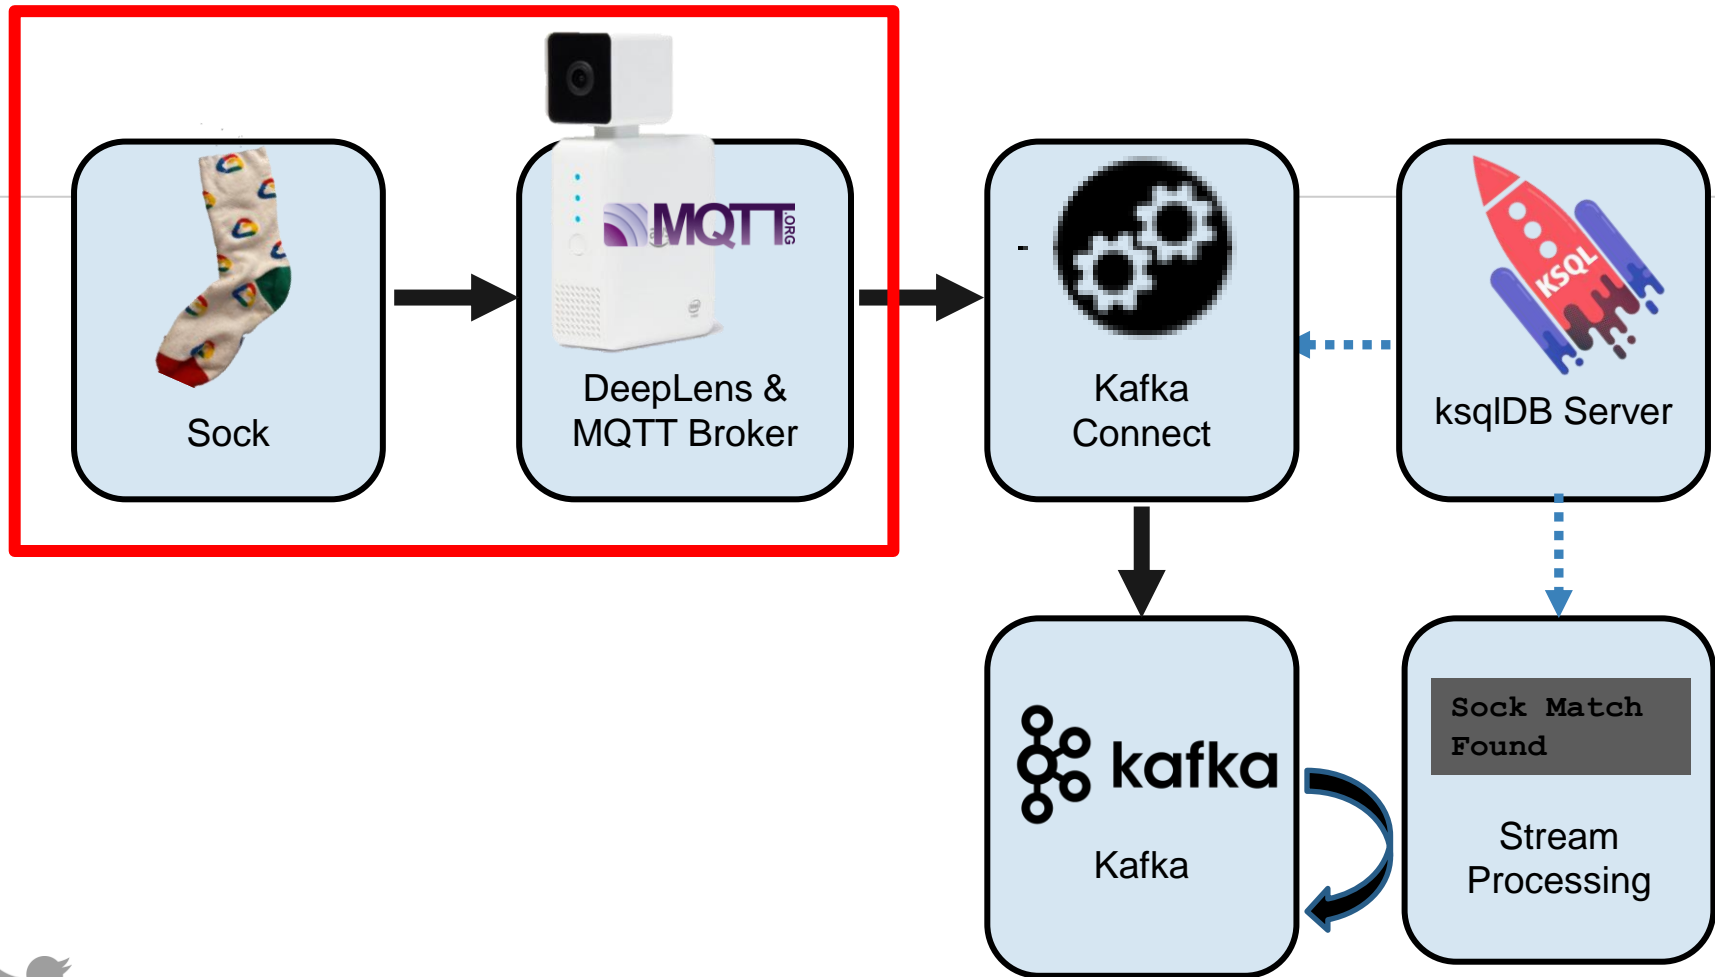 MQTT
.ORG
Sock
DeepLens &
MQTT Broker
Kafka
Connect
KSQL
ksqlDB Server
kafka
Kafka
Sock Match
Found
Stream
Processing